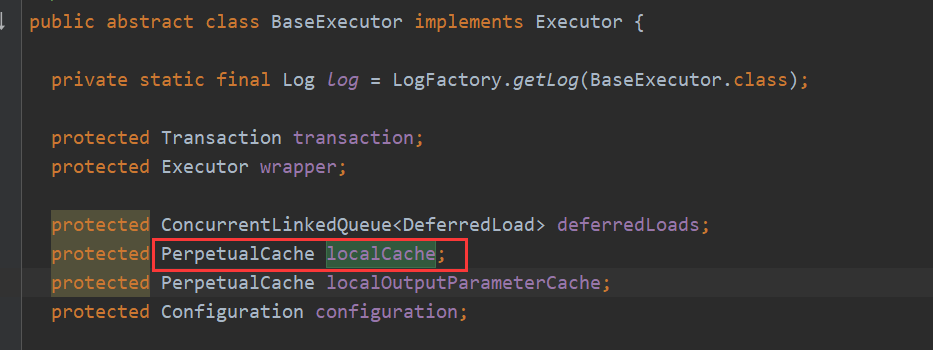 public abstract class BaseExecutor implements Executor {
private static final Log log = LogFactory.getLog(BaseExecutor.class);
protected Transaction transaction;
protected Executor wrapper;
protected ConcurrentLinkedQueue<DeferredLoad> deferredLoads;
protected PerpetualCache localCache;
protected PerpetualCache localOutputParameterCache;
protected Configuration configuration;